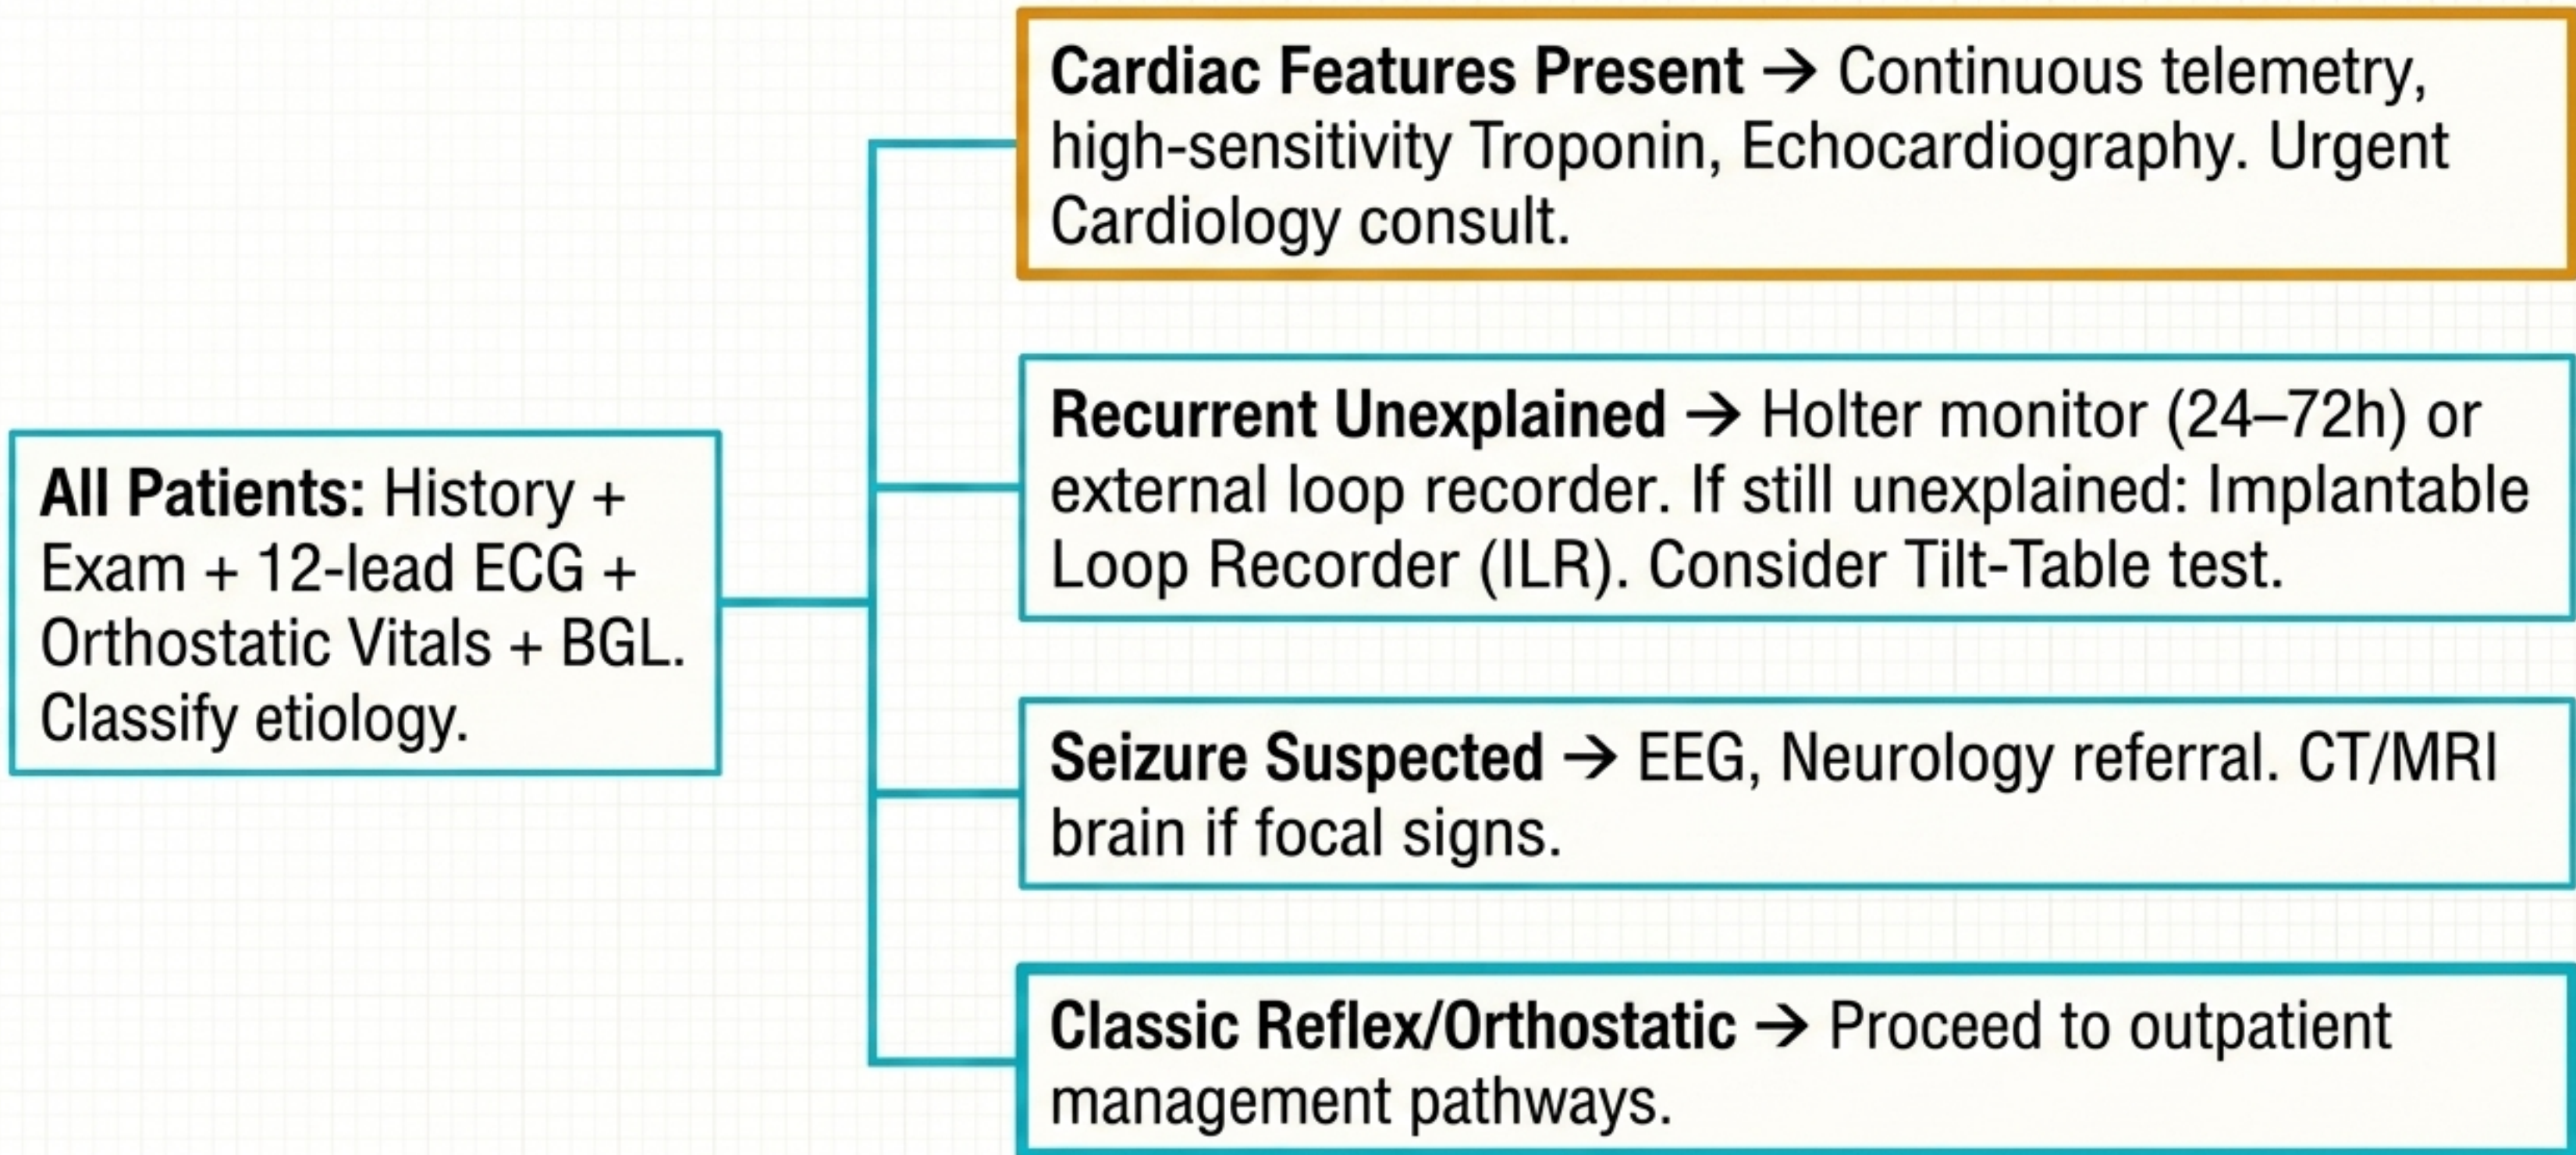 All Patients: History +
Exam + 12-lead ECG +
Orthostatic Vitals + BGL.
Classify etiology.
Cardiac Features Present → Continuous telemetry,
high-sensitivity Troponin, Echocardiography. Urgent
Cardiology consult.
Recurrent Unexplained → Holter monitor (24–72h) or
external loop recorder. If still unexplained: Implantable
Loop Recorder (ILR). Consider Tilt-Table test.
Seizure Suspected → EEG, Neurology referral. CT/MRI
brain if focal signs.
Classic Reflex/Orthostatic → Proceed to outpatient
management pathways.